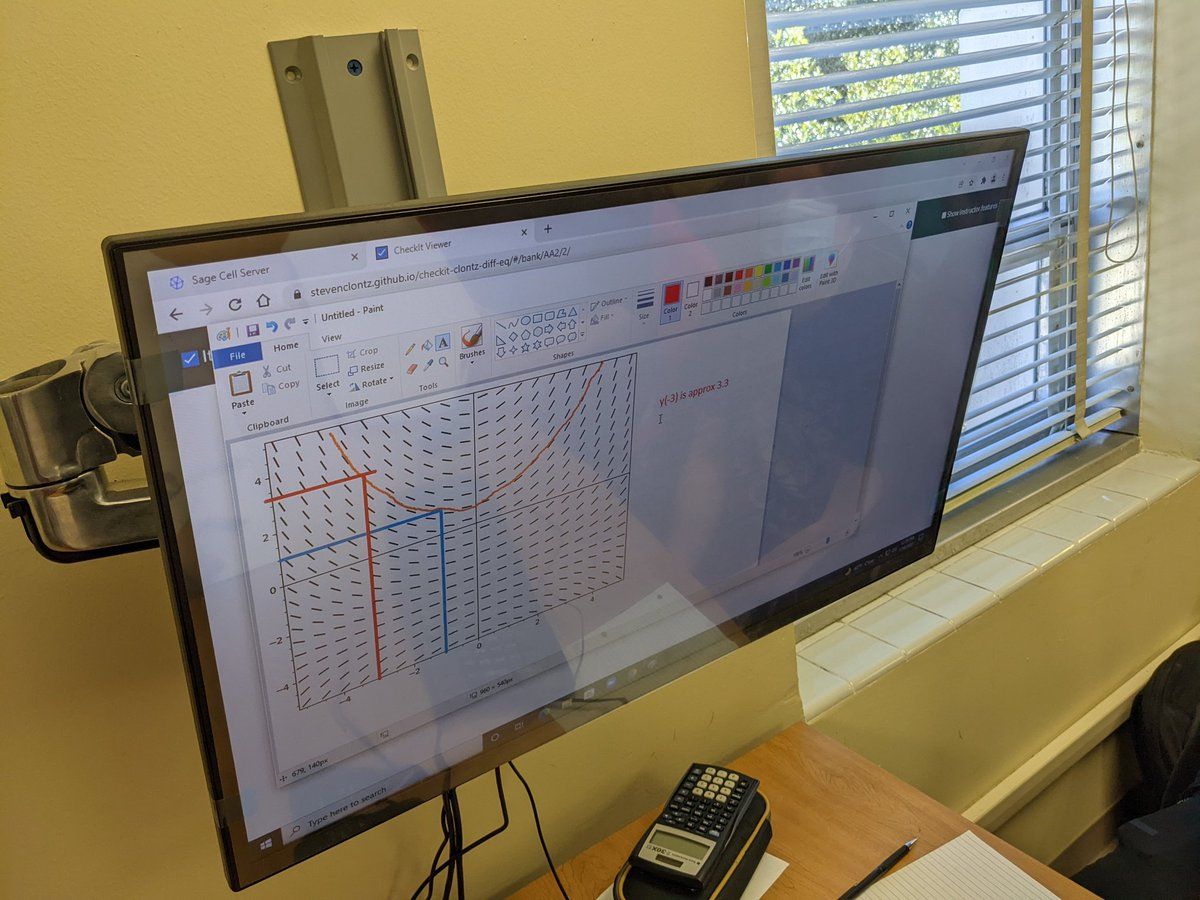 Sage Cell Server
CheckIt Viewer
stevenclontz.github.io/checkit-clontz-diff-eq/#/bank/AA2/2/
Show instructor features
Untitled - Paint
File
Home
View
Paste
Cut
Copy
Clipboard
Select
Crop
Resize
Rotate
Image
Tools
Brushes
Shapes
Outline
Fill
Size
Color 1
Color 2
Colors
Edit colors
Edit with Paint 3D
y(-3) is approx 3.3
4
2
0
-2
-4
-4
-2
0
2
4
679, 140px
960 × 540px
Type here to search